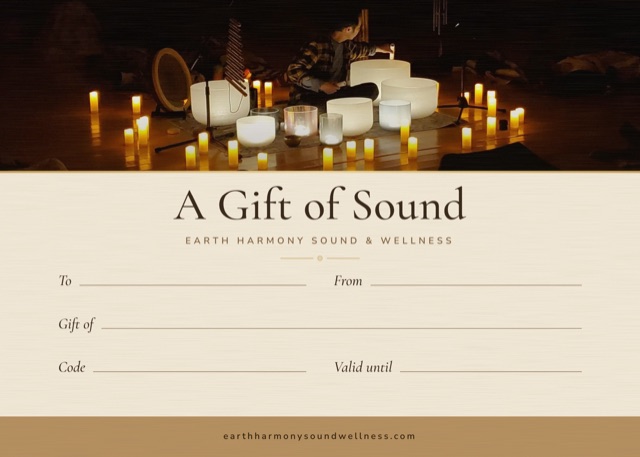 A Gift of Sound
EARTH HARMONY SOUND & WELLNESS
To From
Gift of
Code Valid until
earthharmonysoundwellness.com